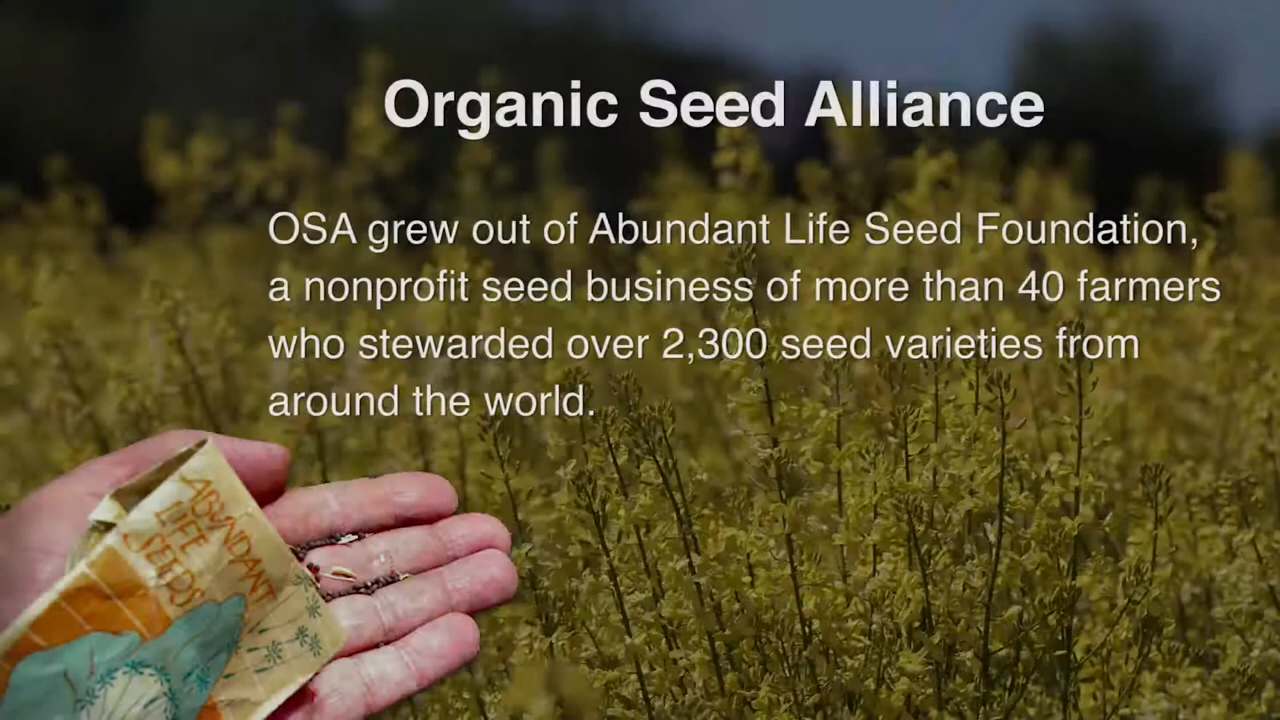 Organic Seed Alliance
OSA grew out of Abundant Life Seed Foundation,
a nonprofit seed business of more than 40 farmers
who stewarded over 2,300 seed varieties from
around the world.
ABUNDANT
LIFE
SEEDS